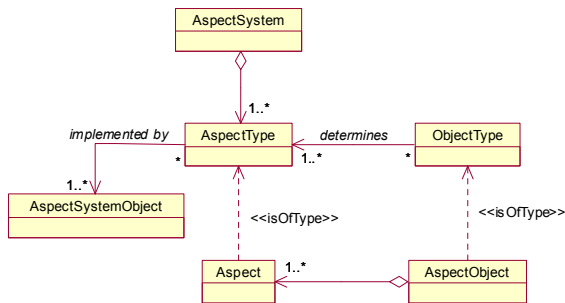 AspectSystem
1..*
implemented by
AspectType
determines
ObjectType
*
1..*
*
1..*
AspectSystemObject
<<isOfType>>
<<isOfType>>
Aspect
1..*
AspectObject